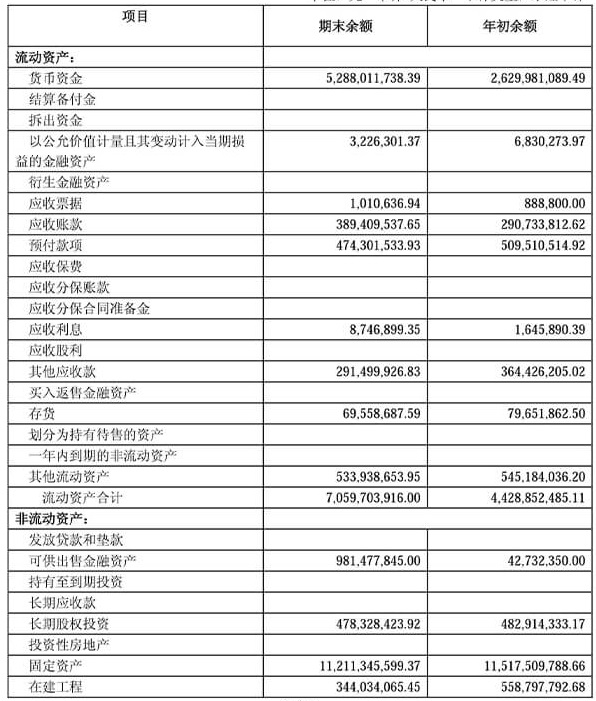 项目 期末余额 年初余额
流动资产：
货币资金 5,288,011,738.39 2,629,981,089.49
结算备付金
拆出资金
以公允价值计量且其变动计入当期损
益的金融资产 3,226,301.37 6,830,273.97
衍生金融资产
应收票据 1,010,636.94 888,800.00
应收账款 389,409,537.65 290,733,812.62
预付款项 474,301,533.93 509,510,514.92
应收保费
应收分保账款
应收分保合同准备金
应收利息 8,746,899.35 1,645,890.39
应收股利
其他应收款 291,499,926.83 364,426,205.02
买入返售金融资产
存货 69,558,687.59 79,651,862.50
划分为持有待售的资产
一年内到期的非流动资产
其他流动资产 533,938,653.95 545,184,036.20
流动资产合计 7,059,703,916.00 4,428,852,485.11
非流动资产：
发放贷款和垫款
可供出售金融资产 981,477,845.00 42,732,350.00
持有至到期投资
长期应收款
长期股权投资 478,328,423.92 482,914,333.17
投资性房地产
固定资产 11,211,345,599.37 11,517,509,788.66
在建工程 344,034,065.45 558,797,792.68